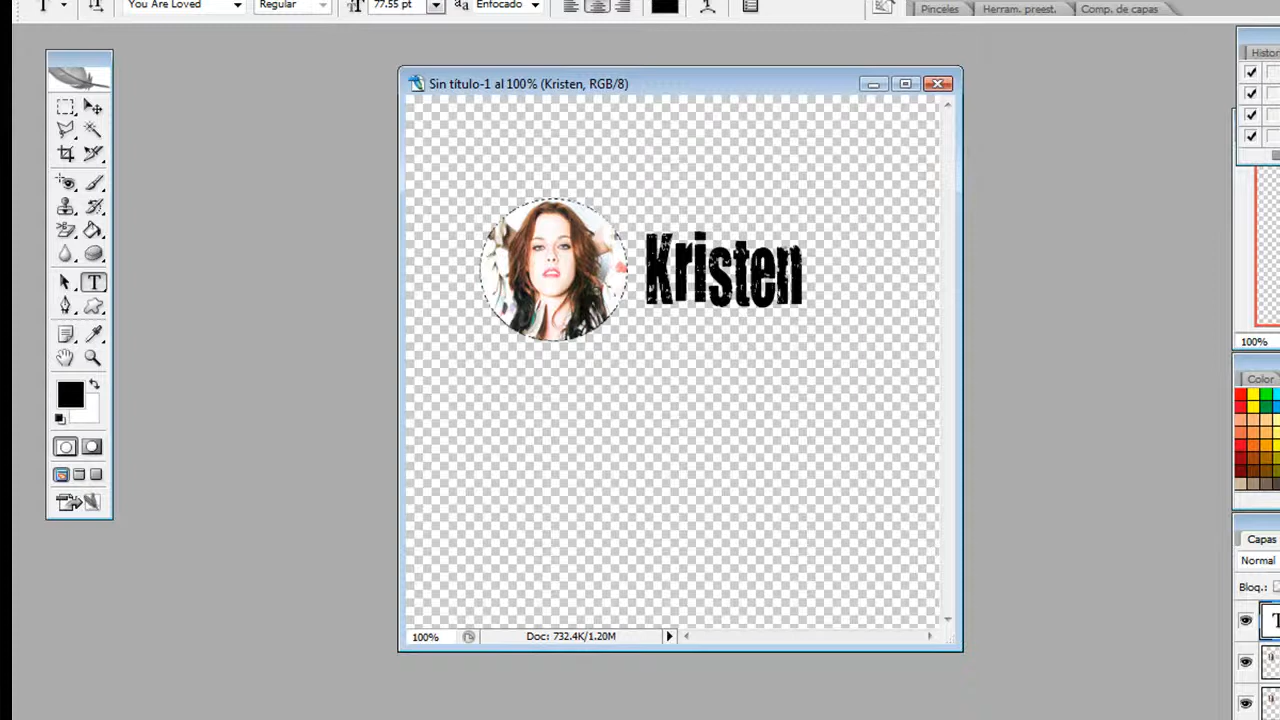 You Are Loved Regular 77.55 pt aa Enfocado
Pinceles Herram. preest. Comp. de capas
Histor
Sin título-1 al 100% (Kristen, RGB/8)
Kristen
100%
Color
Capas
Normal
Bloq.:
100% Doc: 732.4K/1.20M